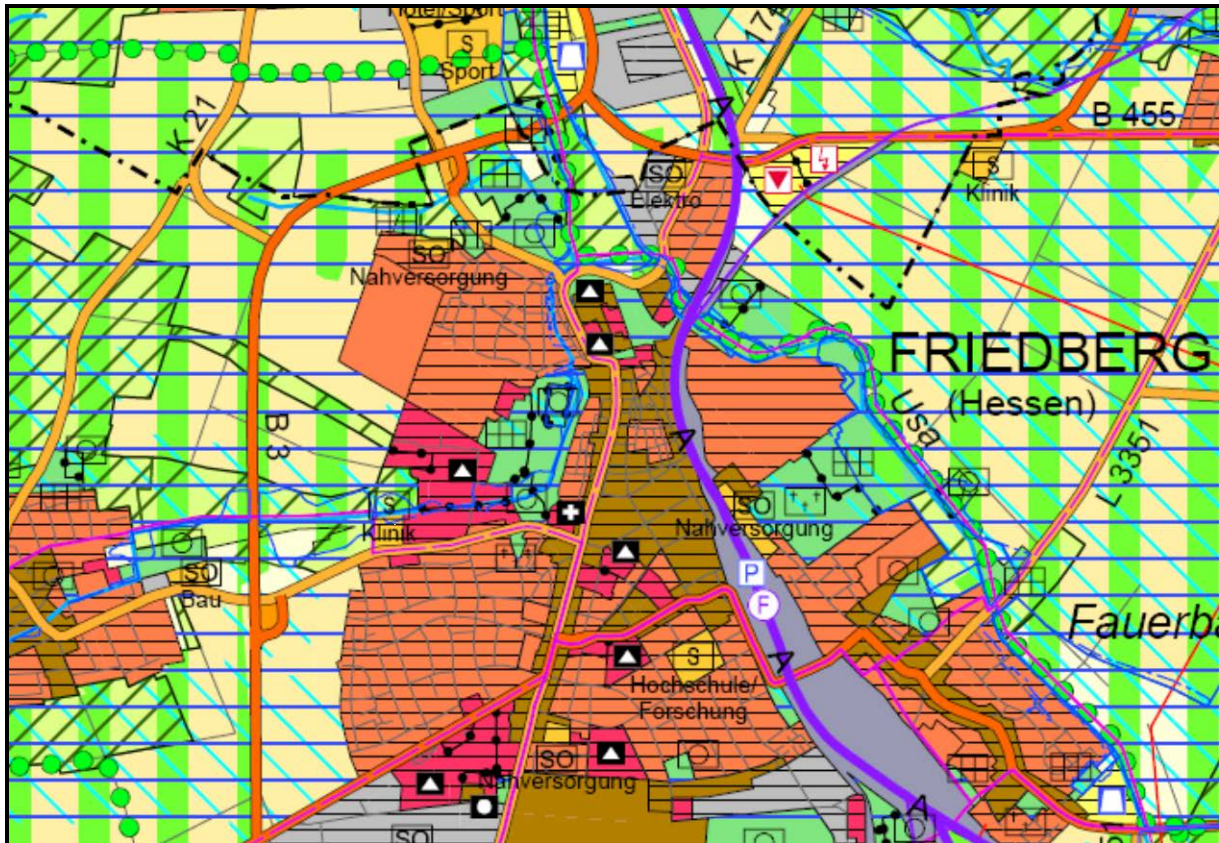 Hotel/Sport
S
Sport
K 174
K 21
A
B 455
SO
Elektro
S
Klinik
SO
Nahversorgung
FRIEDBERG
(Hessen)
Usa
B 3
A
L 3351
S
Klinik
SO
Nahversorgung
SO
Bau
P
F
Fauerba
A
S
Hochschule/
Forschung
SO
Nahversorgung
A
SO